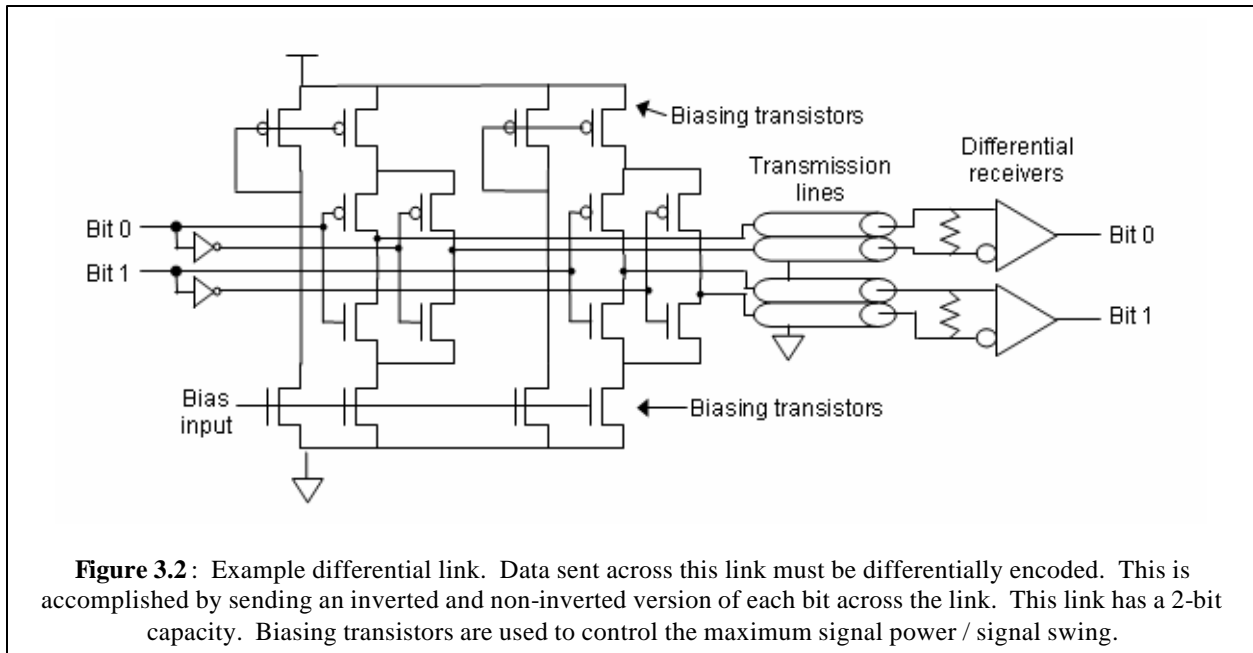 Biasing transistors
Transmission
lines
Differential
receivers
Bit 0
Bit 0
Bit 1
Bit 1
Bias
input
Biasing transistors
Figure 3.2: Example differential link. Data sent across this link must be differentially encoded. This is
accomplished by sending an inverted and non-inverted version of each bit across the link. This link has a 2-bit
capacity. Biasing transistors are used to control the maximum signal power / signal swing.